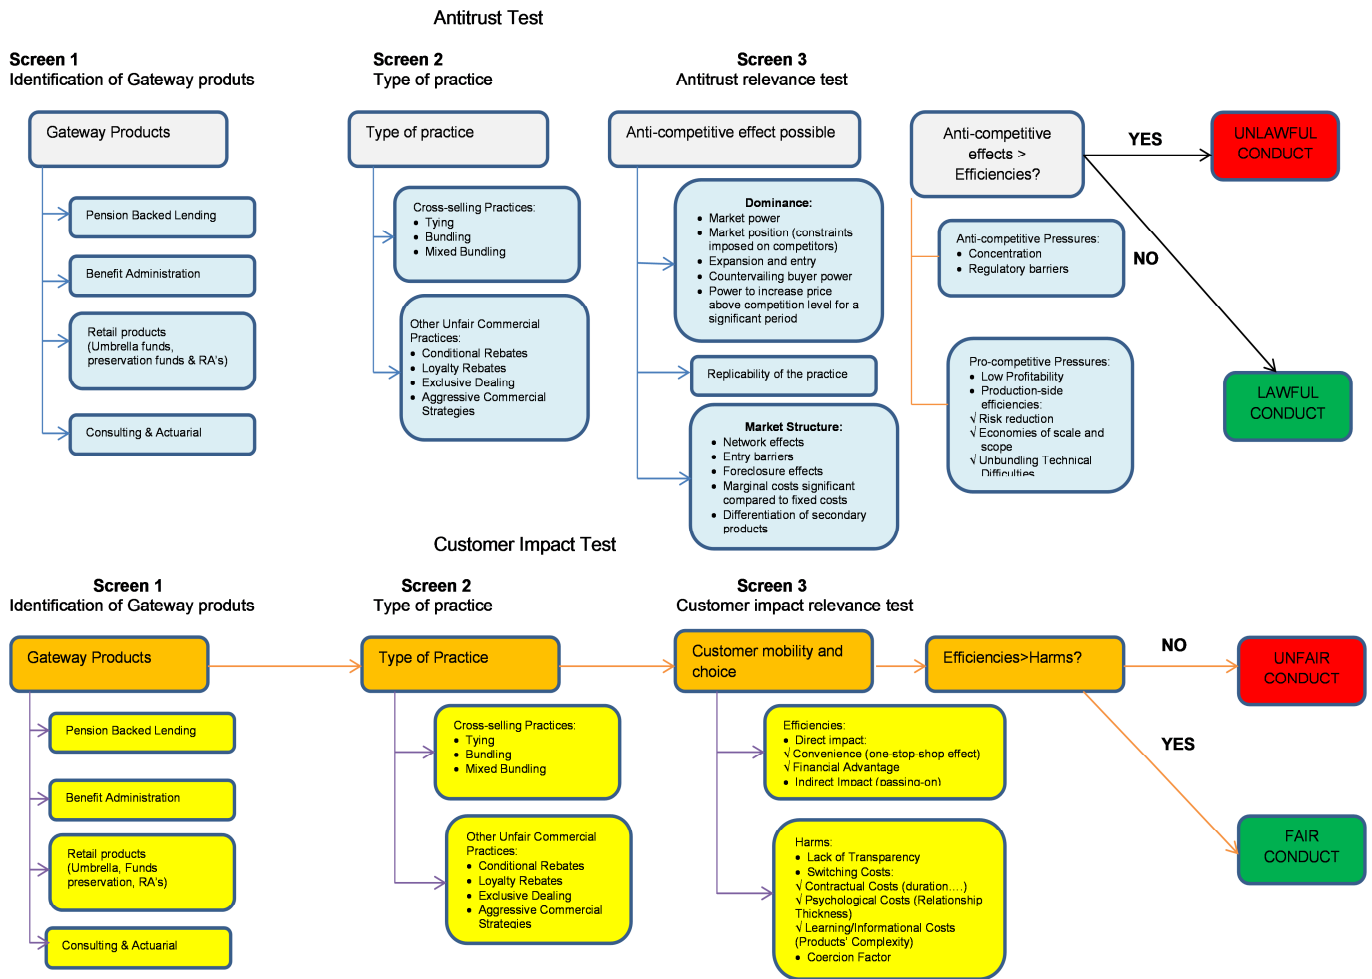 Antitrust Test
Screen 1
Identification of Gateway produts
Screen 2
Type of practice
Screen 3
Antitrust relevance test
Gateway Products
Pension Backed Lending
Benefit Administration
Retail products
(Umbrella funds,
preservation funds & RA's)
Consulting & Actuarial
Type of practice
Cross-selling Practices:
• Tying
• Bundling
• Mixed Bundling
Other Unfair Commercial
Practices:
• Conditional Rebates
• Loyalty Rebates
• Exclusive Dealing
• Aggressive Commercial
Strategies
Anti-competitive effect possible
Dominance:
• Market power
• Market position (constraints
imposed on competitors)
• Expansion and entry
• Countervailing buyer power
• Power to increase price
above competition level for a
significant period
Replicability of the practice
Market Structure:
• Network effects
• Entry barriers
• Foreclosure effects
• Marginal costs significant
compared to fixed costs
• Differentiation of secondary
products
Anti-competitive
effects >
Efficiencies?
Anti-competitive Pressures:
• Concentration
• Regulatory barriers
Pro-competitive Pressures:
• Low Profitability
• Production-side
efficiencies:
√ Risk reduction
√ Economies of scale and
scope
√ Unbundling Technical
Difficulties
YES
NO
UNLAWFUL
CONDUCT
LAWFUL
CONDUCT
Customer Impact Test
Screen 1
Identification of Gateway produts
Screen 2
Type of practice
Screen 3
Customer impact relevance test
Gateway Products
Pension Backed Lending
Benefit Administration
Retail products
(Umbrella, Funds
preservation, RA's)
Consulting & Actuarial
Type of Practice
Cross-selling Practices:
• Tying
• Bundling
• Mixed Bundling
Other Unfair Commercial
Practices:
• Conditional Rebates
• Loyalty Rebates
• Exclusive Dealing
• Aggressive Commercial
Strategies
Customer mobility and
choice
Efficiencies:
• Direct impact:
√ Convenience (one stop shop effect)
√ Financial Advantage
• Indirect Impact (passing-on)
Harms:
• Lack of Transparency
• Switching Costs:
√ Contractual Costs (duration….)
√ Psychological Costs (Relationship
Thickness)
√ Learning/Informational Costs
(Products' Complexity)
• Coercion Factor
Efficiencies>Harms?
NO
YES
UNFAIR
CONDUCT
FAIR
CONDUCT